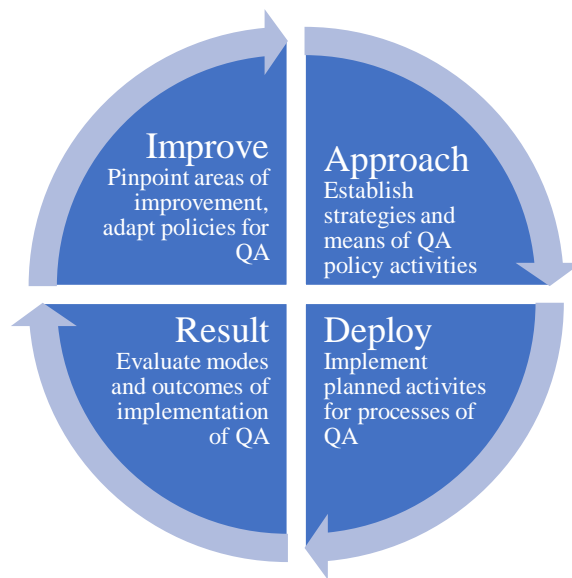 Improve
Pinpoint areas of
improvement,
adapt policies for
QA
Approach
Establish
strategies and
means of QA
policy activities
Result
Evaluate modes
and outcomes of
implementation
of QA
Deploy
Implement
planned activites
for processes of
QA